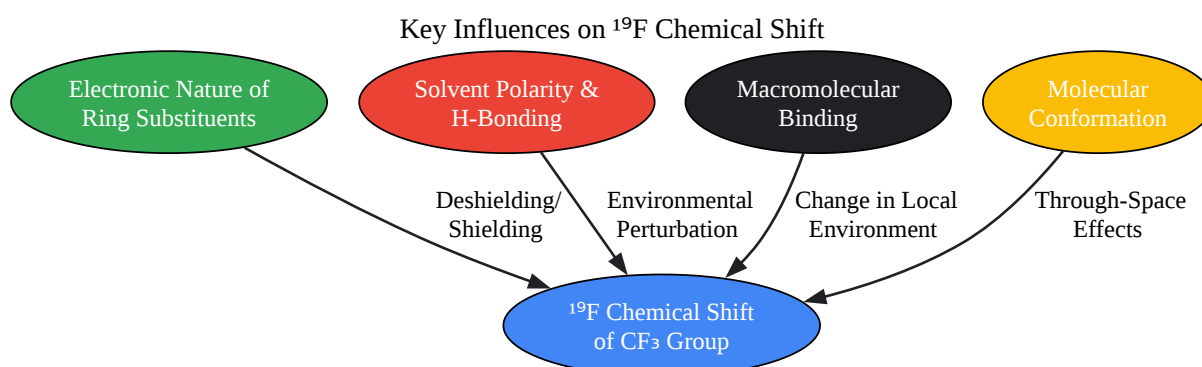 Key Influences on ¹⁹F Chemical Shift
Electronic Nature of
Ring Substituents
Solvent Polarity &
H-Bonding
Macromolecular
Binding
Molecular
Conformation
Deshielding/
Shielding
Environmental
Perturbation
Change in Local
Environment
Through-Space
Effects
¹⁹F Chemical Shift
of CF₃ Group